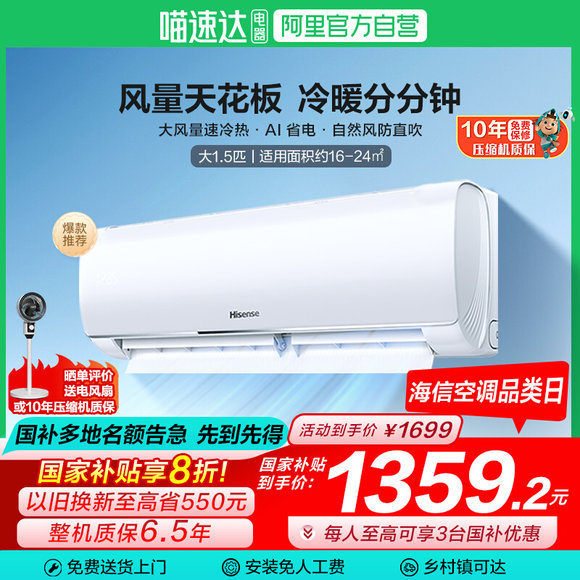 喵速达电器 阿里官方自营
风量天花板 冷暖分分钟
大风量速冷热·AI 省电·自然风防直吹
大1.5匹 适用面积约16-24㎡
10年 免费保修
压缩机质保
爆款
推荐
Hisense
晒单评价
送电风扇
或10年压缩机质保
海信空调品类日
国补多地名额告急 先到先得
活动到手价 ¥1699
国家补贴享8折!
以旧换新至高省550元
整机质保6.5年
国家补贴
到手价:
1359.2元
每人至高可享3台国补优惠
免费送货上门 安装免人工费 乡村镇可达